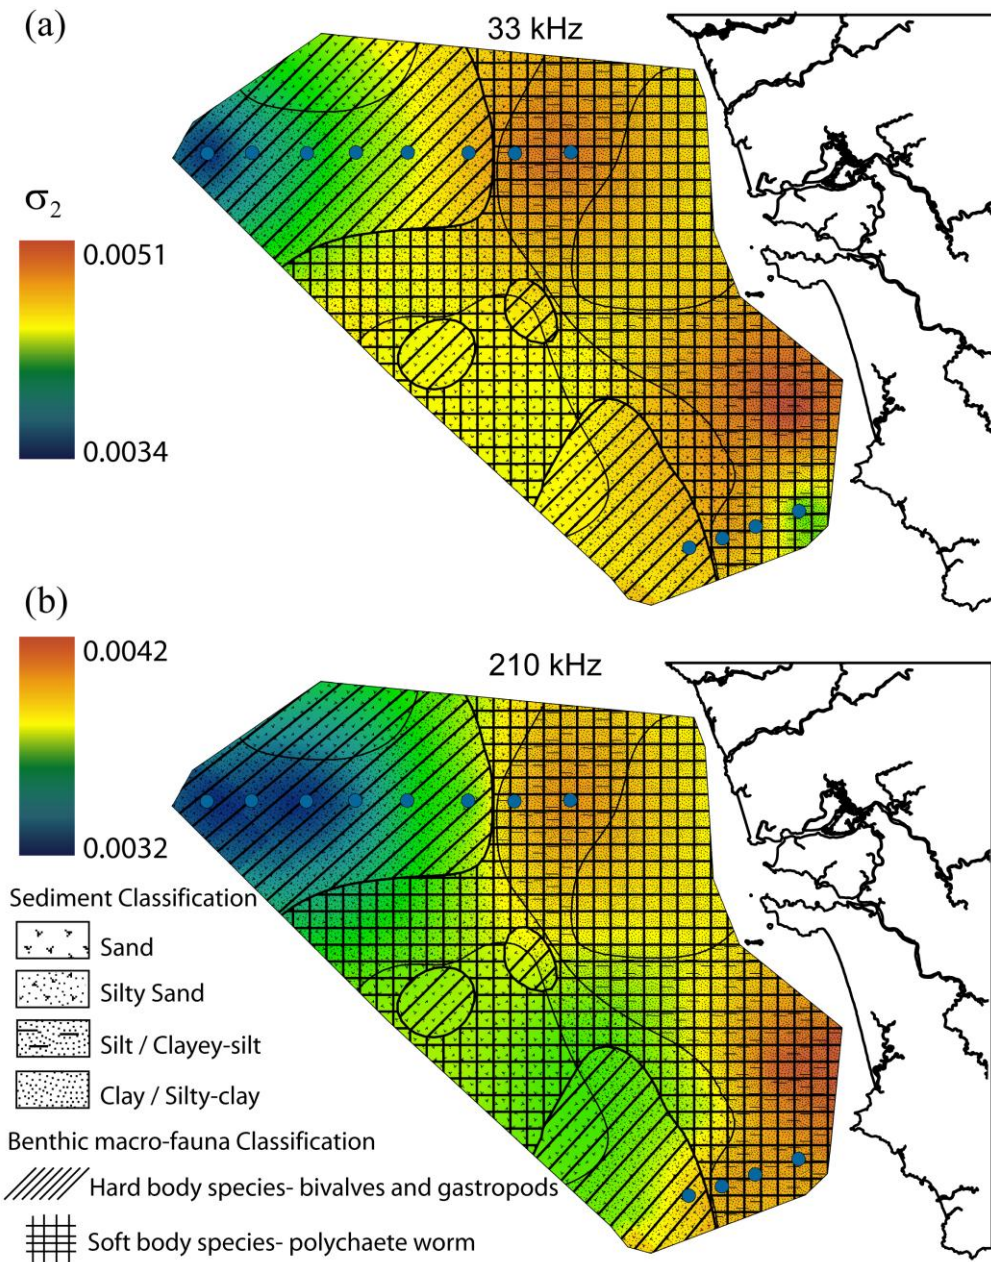 (a)
33 kHz
σ2
0.0051
0.0034
(b)
210 kHz
0.0042
0.0032
Sediment Classification
Sand
Silty Sand
Silt / Clayey-silt
Clay / Silty-clay
Benthic macro-fauna Classification
Hard body species- bivalves and gastropods
Soft body species- polychaete worm